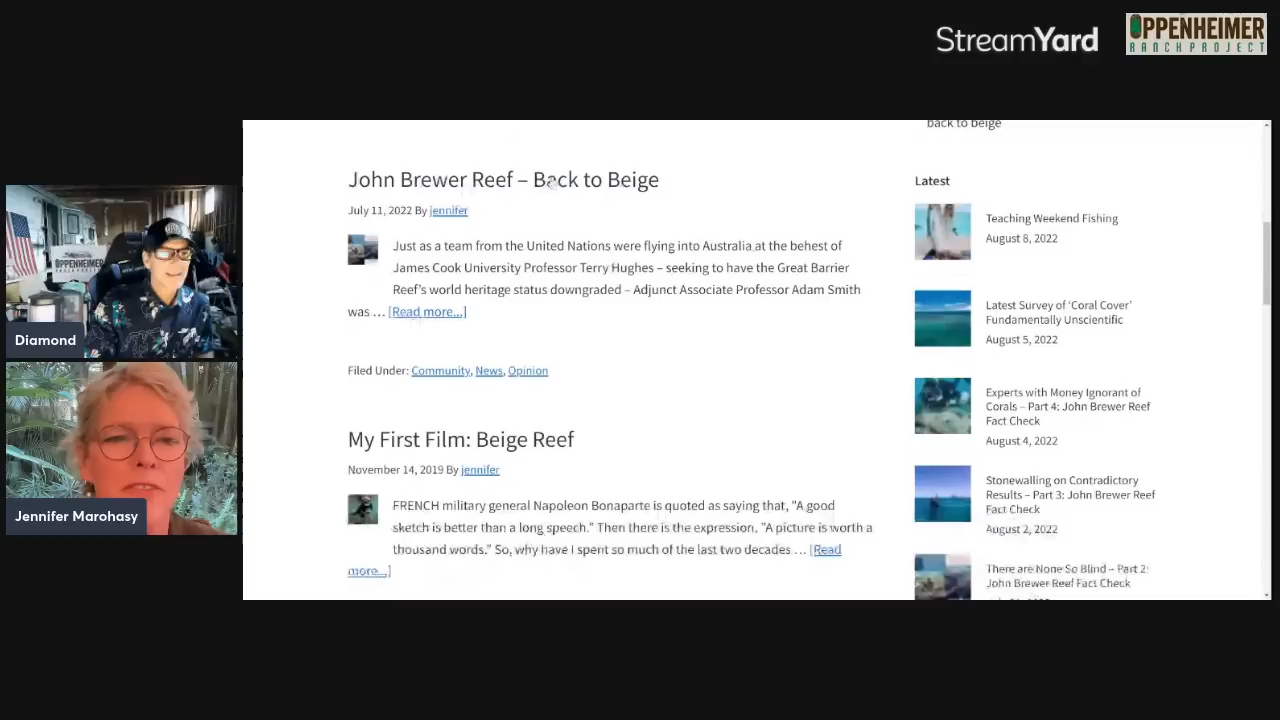 StreamYard
OPPENHEIMER
RANCH PROJECT
back to beige
John Brewer Reef – Back to Beige
July 11, 2022 By jennifer
Just as a team from the United Nations were flying into Australia at the behest of
James Cook University Professor Terry Hughes – seeking to have the Great Barrier
Reef's world heritage status downgraded – Adjunct Associate Professor Adam Smith
was … [Read more...]
Filed Under: Community, News, Opinion
My First Film: Beige Reef
November 14, 2019 By jennifer
FRENCH military general Napoleon Bonaparte is quoted as saying that, "A good
sketch is better than a long speech." Then there is the expression, "A picture is worth a
thousand words." So, why have I spent so much of the last two decades … [Read
more...]
Latest
Teaching Weekend Fishing
August 8, 2022
Latest Survey of 'Coral Cover'
Fundamentally Unscientific
August 5, 2022
Experts with Money Ignorant of
Corals – Part 4: John Brewer Reef
Fact Check
August 4, 2022
Stonewalling on Contradictory
Results – Part 3: John Brewer Reef
Fact Check
August 2, 2022
There are None So Blind – Part 2:
John Brewer Reef Fact Check
OPPENHEIMER
Diamond
Jennifer Marohasy